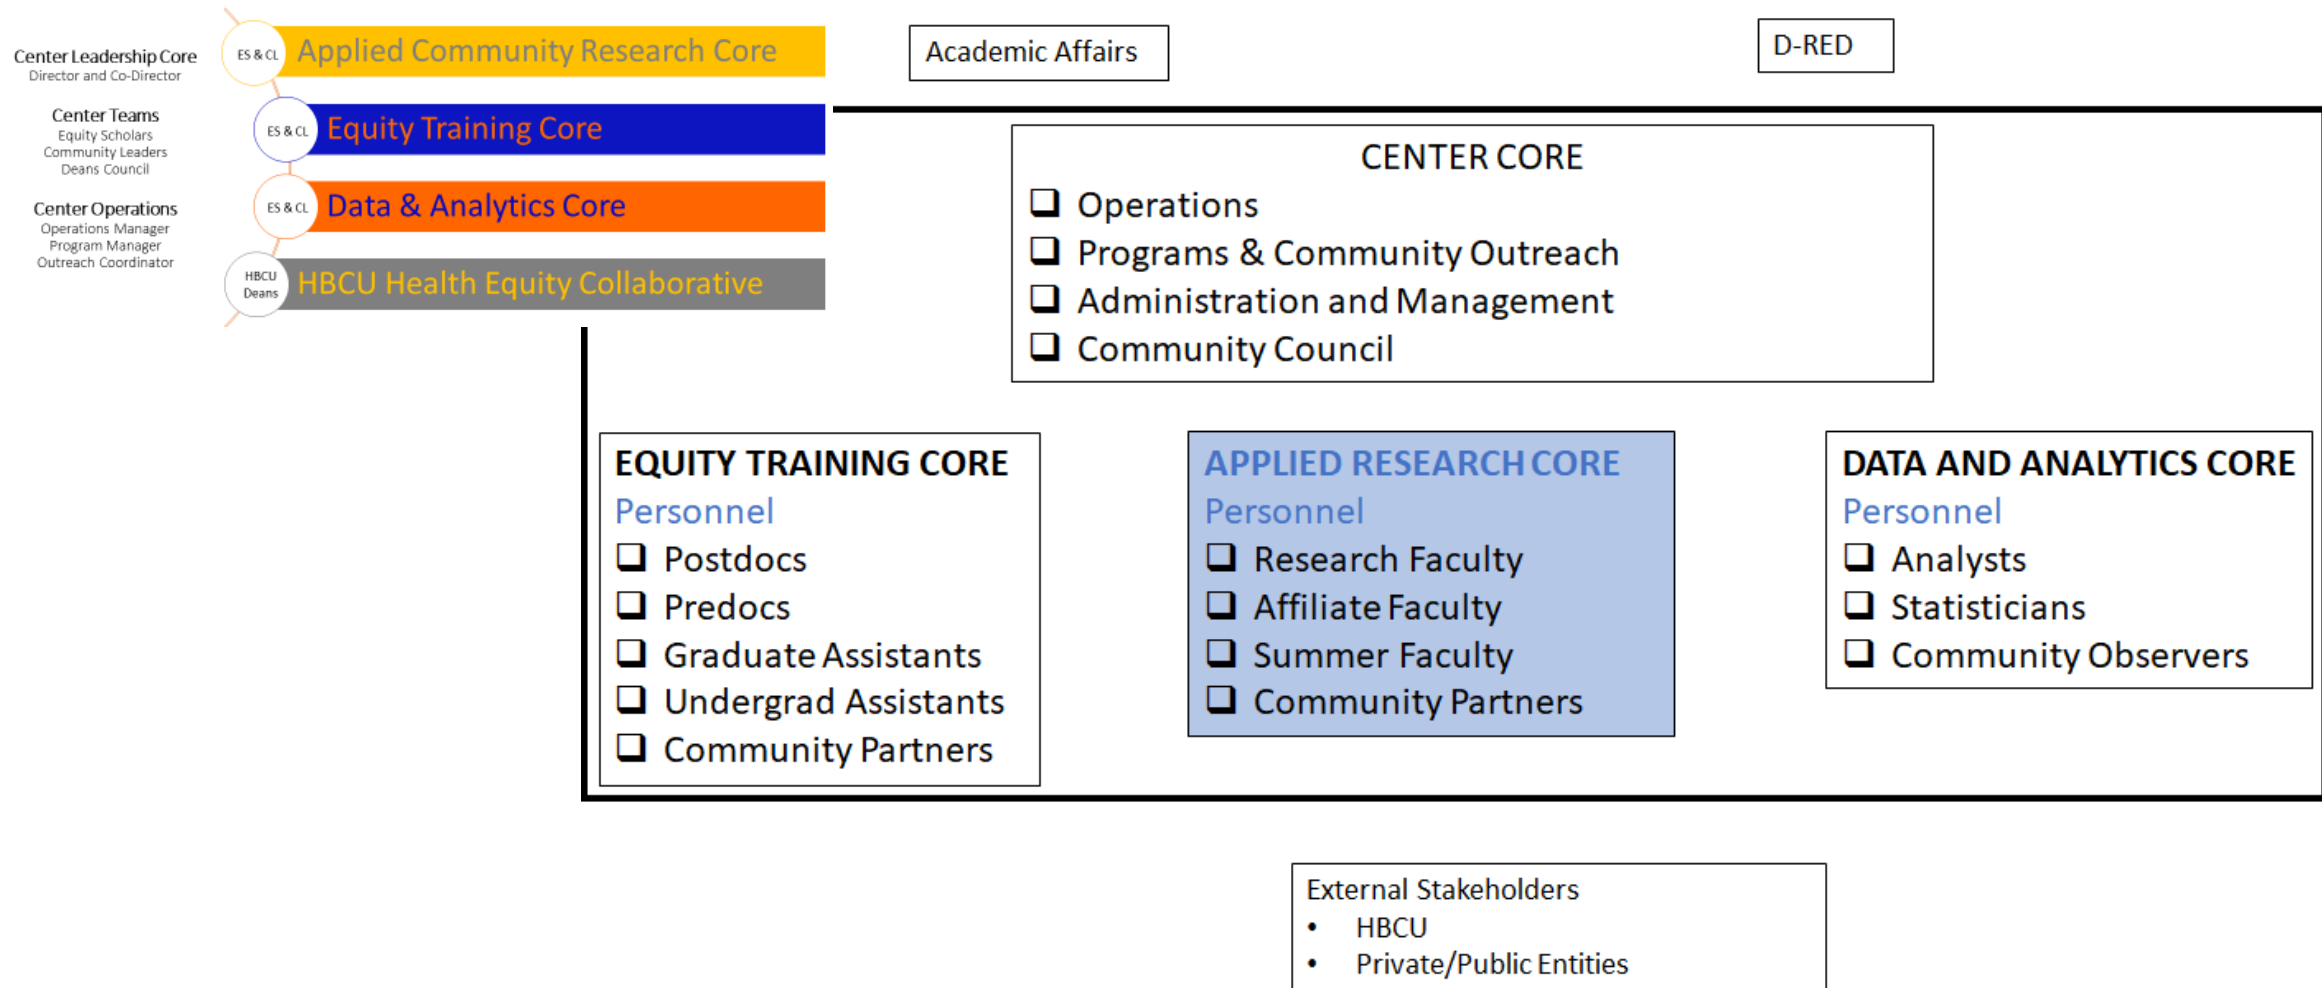 Center Leadership Core
Director and Co-Director
Center Teams
Equity Scholars
Community Leaders
Deans Council
Center Operations
Operations Manager
Program Manager
Outreach Coordinator
ES & CL
Applied Community Research Core
ES & CL
Equity Training Core
ES & CL
Data & Analytics Core
HBCU
Deans
HBCU Health Equity Collaborative
Academic Affairs
D-RED
CENTER CORE
❑ Operations
❑ Programs & Community Outreach
❑ Administration and Management
❑ Community Council
EQUITY TRAINING CORE
Personnel
❑ Postdocs
❑ Predocs
❑ Graduate Assistants
❑ Undergrad Assistants
❑ Community Partners
APPLIED RESEARCH CORE
Personnel
❑ Research Faculty
❑ Affiliate Faculty
❑ Summer Faculty
❑ Community Partners
DATA AND ANALYTICS CORE
Personnel
❑ Analysts
❑ Statisticians
❑ Community Observers
External Stakeholders
• HBCU
• Private/Public Entities